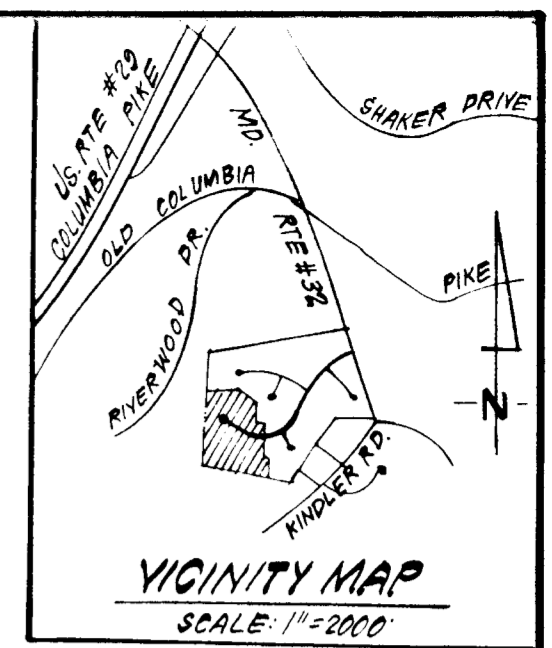 U.S. RTE #29
COLUMBIA PIKE
OLD COLUMBIA
PIKE
MD.
RTE #32
SHAKER DRIVE
RIVERWOOD DR.
N
KINDLER RD.
VICINITY MAP
SCALE: 1"=2000'